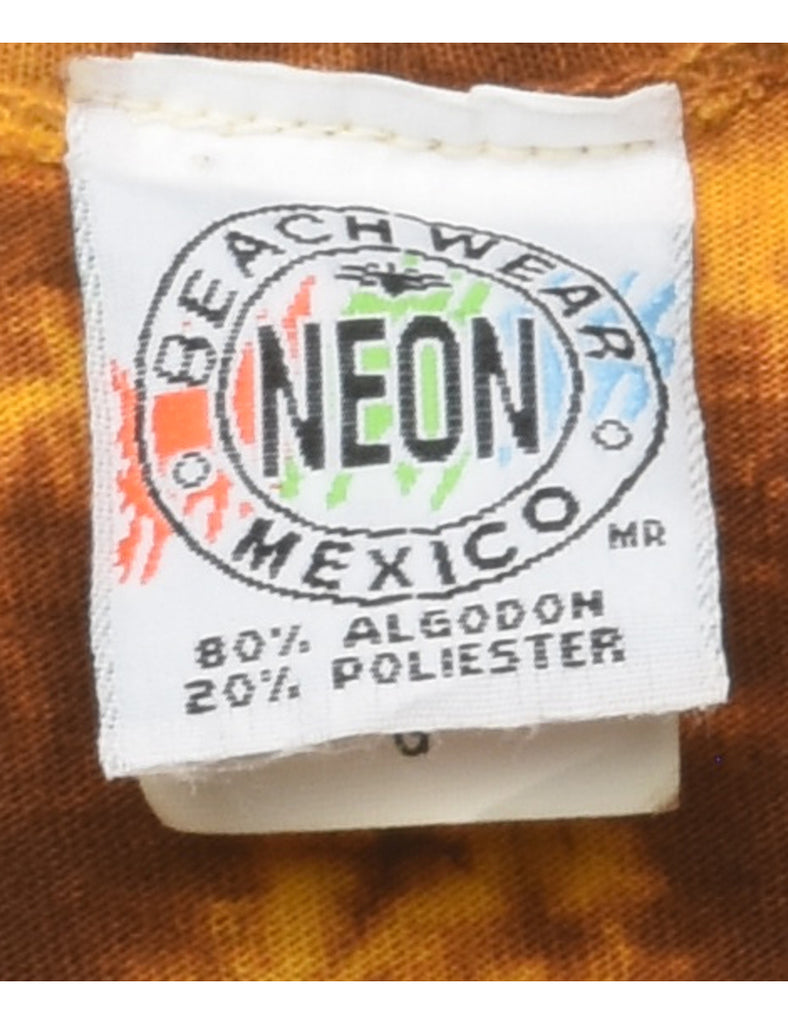 BEACH WEAR
NEON
MEXICO
MR
80% ALGODON
20% POLIESTER
G